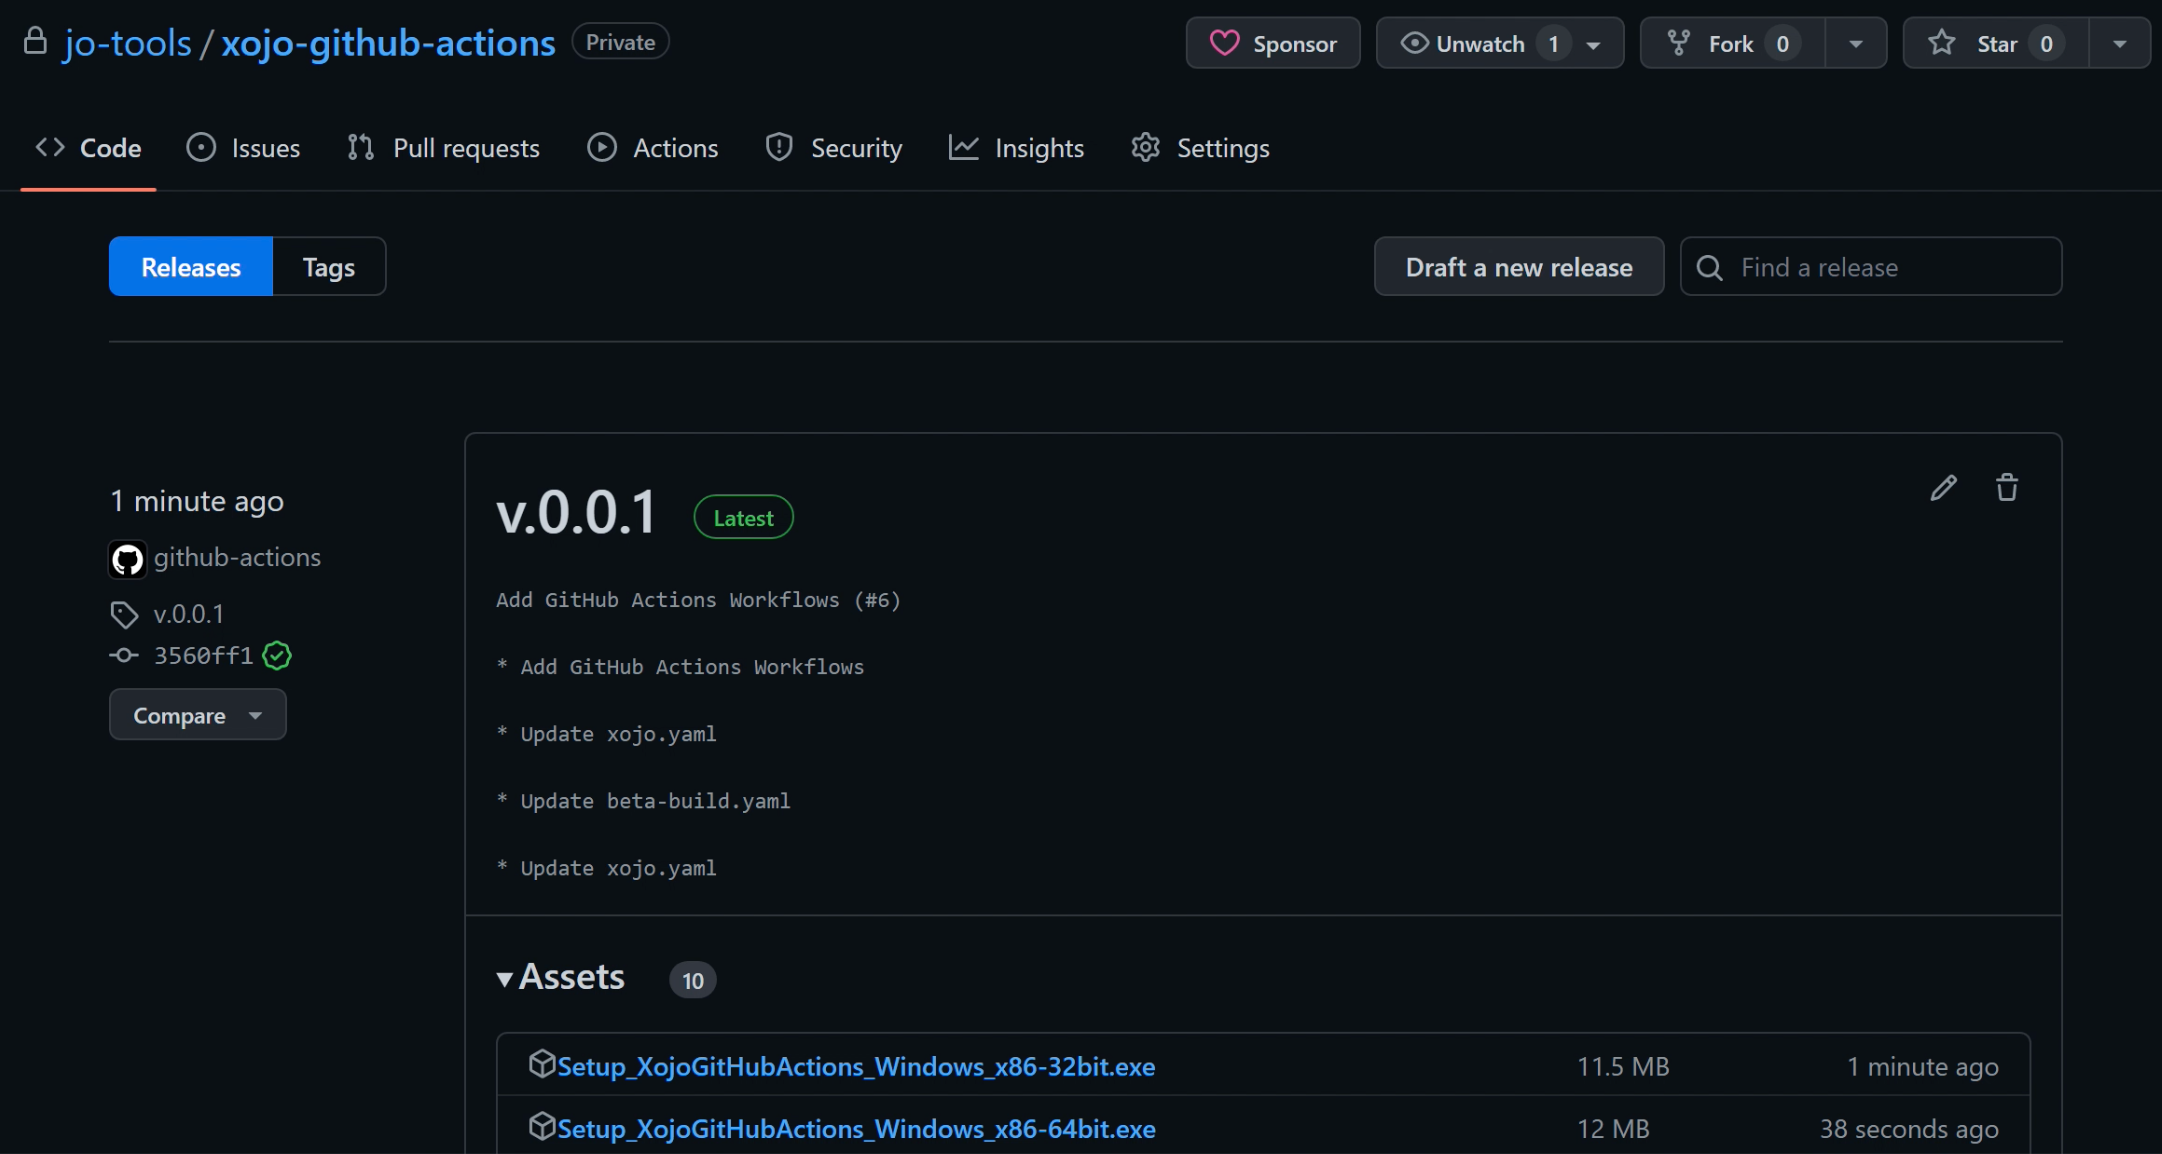 jo-tools / xojo-github-actions Private Sponsor Unwatch 1 Fork 0 Star 0
Code Issues Pull requests Actions Security Insights Settings
Releases Tags Draft a new release Find a release
1 minute ago
github-actions
v.0.0.1
3560ff1
Compare
v.0.0.1 Latest
Add GitHub Actions Workflows (#6)
* Add GitHub Actions Workflows
* Update xojo.yaml
* Update beta-build.yaml
* Update xojo.yaml
Assets 10
Setup_XojoGitHubActions_Windows_x86-32bit.exe 11.5 MB 1 minute ago
Setup_XojoGitHubActions_Windows_x86-64bit.exe 12 MB 38 seconds ago